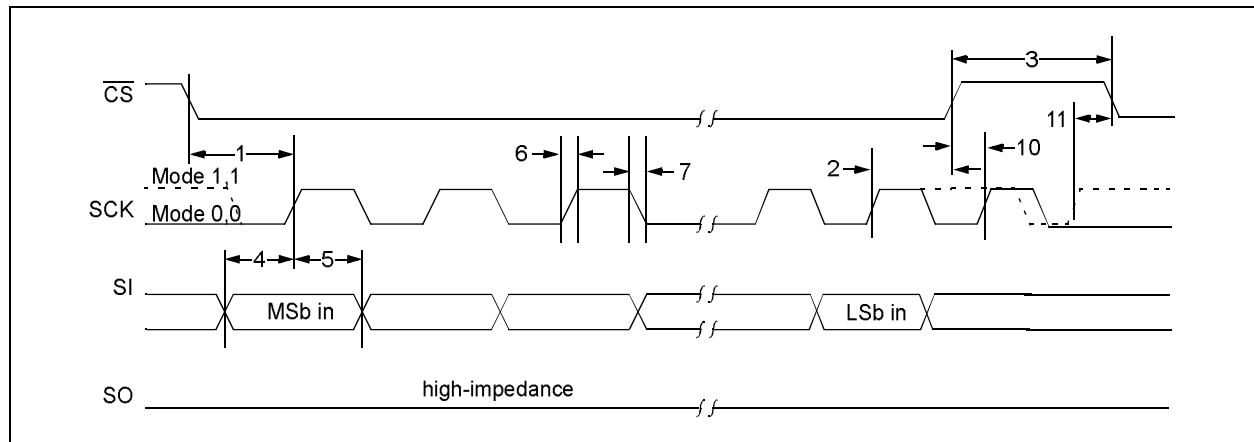 3
CS
11
1
6
7
2
10
Mode 1,1
SCK
Mode 0,0
4
5
SI
MSb in
LSb in
SO
high-impedance